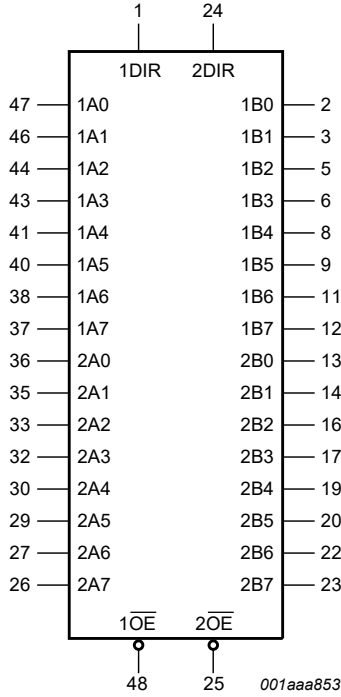 1 24
1DIR 2DIR
47 1A0 1B0 2
46 1A1 1B1 3
44 1A2 1B2 5
43 1A3 1B3 6
41 1A4 1B4 8
40 1A5 1B5 9
38 1A6 1B6 11
37 1A7 1B7 12
36 2A0 2B0 13
35 2A1 2B1 14
33 2A2 2B2 16
32 2A3 2B3 17
30 2A4 2B4 19
29 2A5 2B5 20
27 2A6 2B6 22
26 2A7 2B7 23
1O̅E̅ 2O̅E̅
48 25 001aaa853